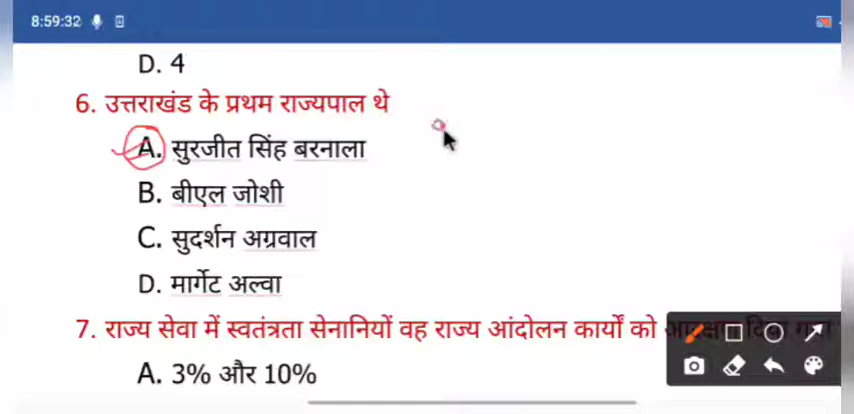 8:59:32
D. 4
6. उत्तराखंड के प्रथम राज्यपाल थे
A. सुरजीत सिंह बरनाला
B. बीएल जोशी
C. सुदर्शन अग्रवाल
D. मार्गेट अल्वा
7. राज्य सेवा में स्वतंत्रता सेनानियों वह राज्य आंदोलन कार्यों को
A. 3% और 10%